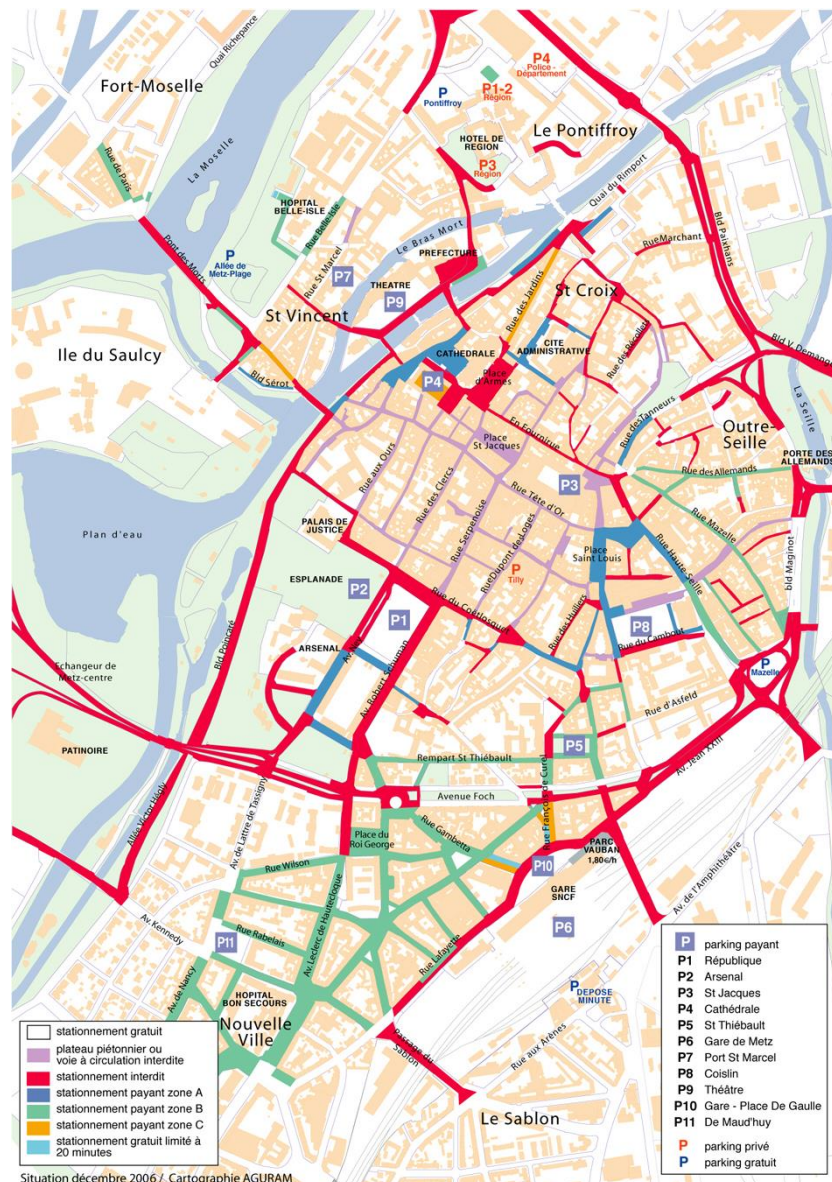 Fort-Moselle
Quai Richepance
La Moselle
Rue de Paris
P
Pontiffroy
P1-2
Région
P4
Police -
Département
Le Pontiffroy
HOTEL DE
REGION
P3
Région
Quai du Rimport
HOPITAL
BELLE-ISLE
Rue Belle-Isle
Le Bras Mort
Rue Marchant
Bld Paixhans
Pont des Morts
P
Allée de
Metz-Plage
Rue St Marcel
P7
PREFECTURE
THEATRE
P9
Rue des Jardins
St Croix
St Vincent
Ile du Saulcy
Bld Sérot
CATHEDRALE
CITE
ADMINISTRATIVE
Rue des Récollets
Bld V. Demange
La Seille
P4
Place
d'Armes
En Fournirue
Rue des Tanneurs
Outre-
Seille
PORTE DES
ALLEMANDS
Place
St Jacques
Rue aux Ours
Rue des Clercs
P3
Rue des Allemands
Rue Tête d'Or
Rue Mazelle
Rue Serpenoise
Rue Dupont des Loges
Plan d'eau
PALAIS DE
JUSTICE
Place
Saint Louis
Rue Haute Seille
bld Maginot
P
Tilly
ESPLANADE
P2
P1
Rue du Coëtlosquet
Rue des Huiliers
P8
Rue du Cambout
ARSENAL
Av. Ney
Bld Poincaré
Echangeur de
Metz-centre
Av. Robert Schuman
P
Mazelle
Rue d'Asfeld
PATINOIRE
P5
Rempart St Thiébault
Av. Jean XXIII
Avenue Foch
Rue François de Curel
Allée Victor Hégly
Av. de Lattre de Tassigny
Place du
Roi George
Rue Gambetta
PARC
VAUBAN
1,80€/h
P10
Rue Wilson
GARE
SNCF
Av. de l'Amphithéâtre
Av. Kennedy
P11
Rue Rabelais
Av. Leclerc de Hauteclocque
P6
Rue Lafayette
Av. de Nancy
HOPITAL
BON SECOURS
Nouvelle
Ville
P
DEPOSE
MINUTE
Passage du
Sablon
Rue aux Arènes
Le Sablon
stationnement gratuit
plateau piétonnier ou
voie à circulation interdite
stationnement interdit
stationnement payant zone A
stationnement payant zone B
stationnement payant zone C
stationnement gratuit limité à
20 minutes
P parking payant
P1 République
P2 Arsenal
P3 St Jacques
P4 Cathédrale
P5 St Thiébault
P6 Gare de Metz
P7 Port St Marcel
P8 Coislin
P9 Théâtre
P10 Gare - Place De Gaulle
P11 De Maud'huy
P parking privé
P parking gratuit
Situation décembre 2006 / Cartographie AGURAM